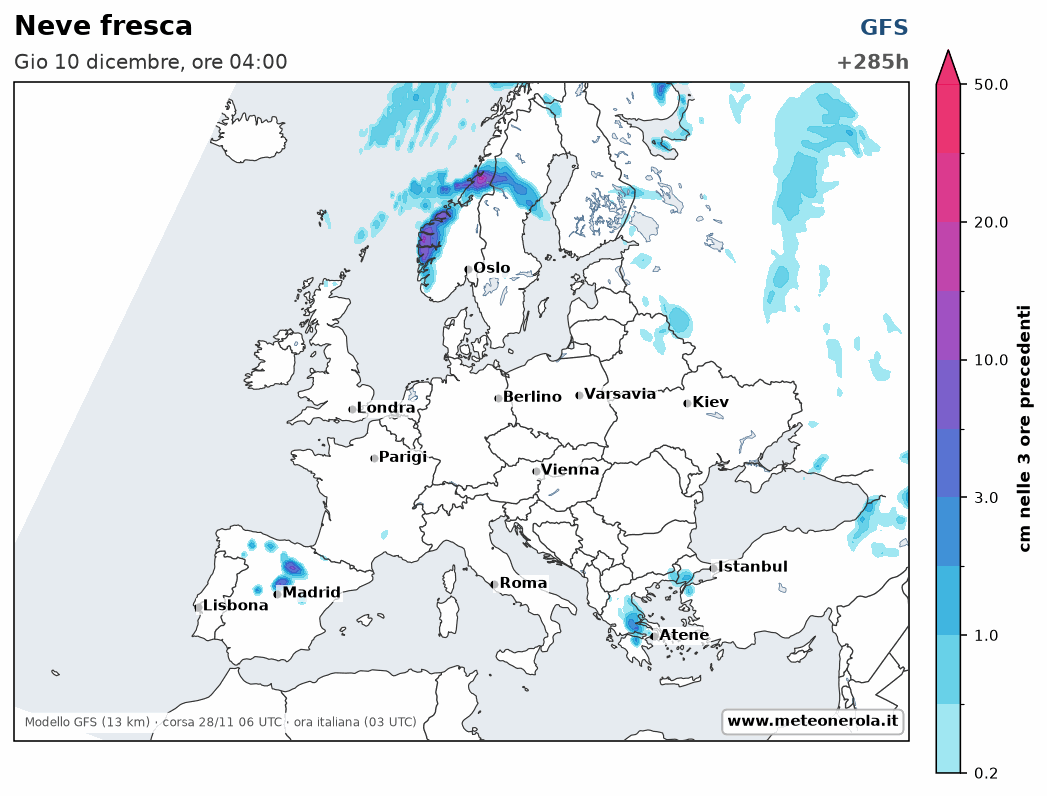 Neve fresca
GFS
Gio 10 dicembre, ore 04:00
+285h
50.0
20.0
10.0
3.0
1.0
0.2
cm nelle 3 ore precedenti
Oslo
Berlino
Varsavia
Kiev
Londra
Parigi
Vienna
Istanbul
Roma
Madrid
Lisbona
Atene
Modello GFS (13 km) · corsa 28/11 06 UTC · ora italiana (03 UTC)
www.meteonerola.it